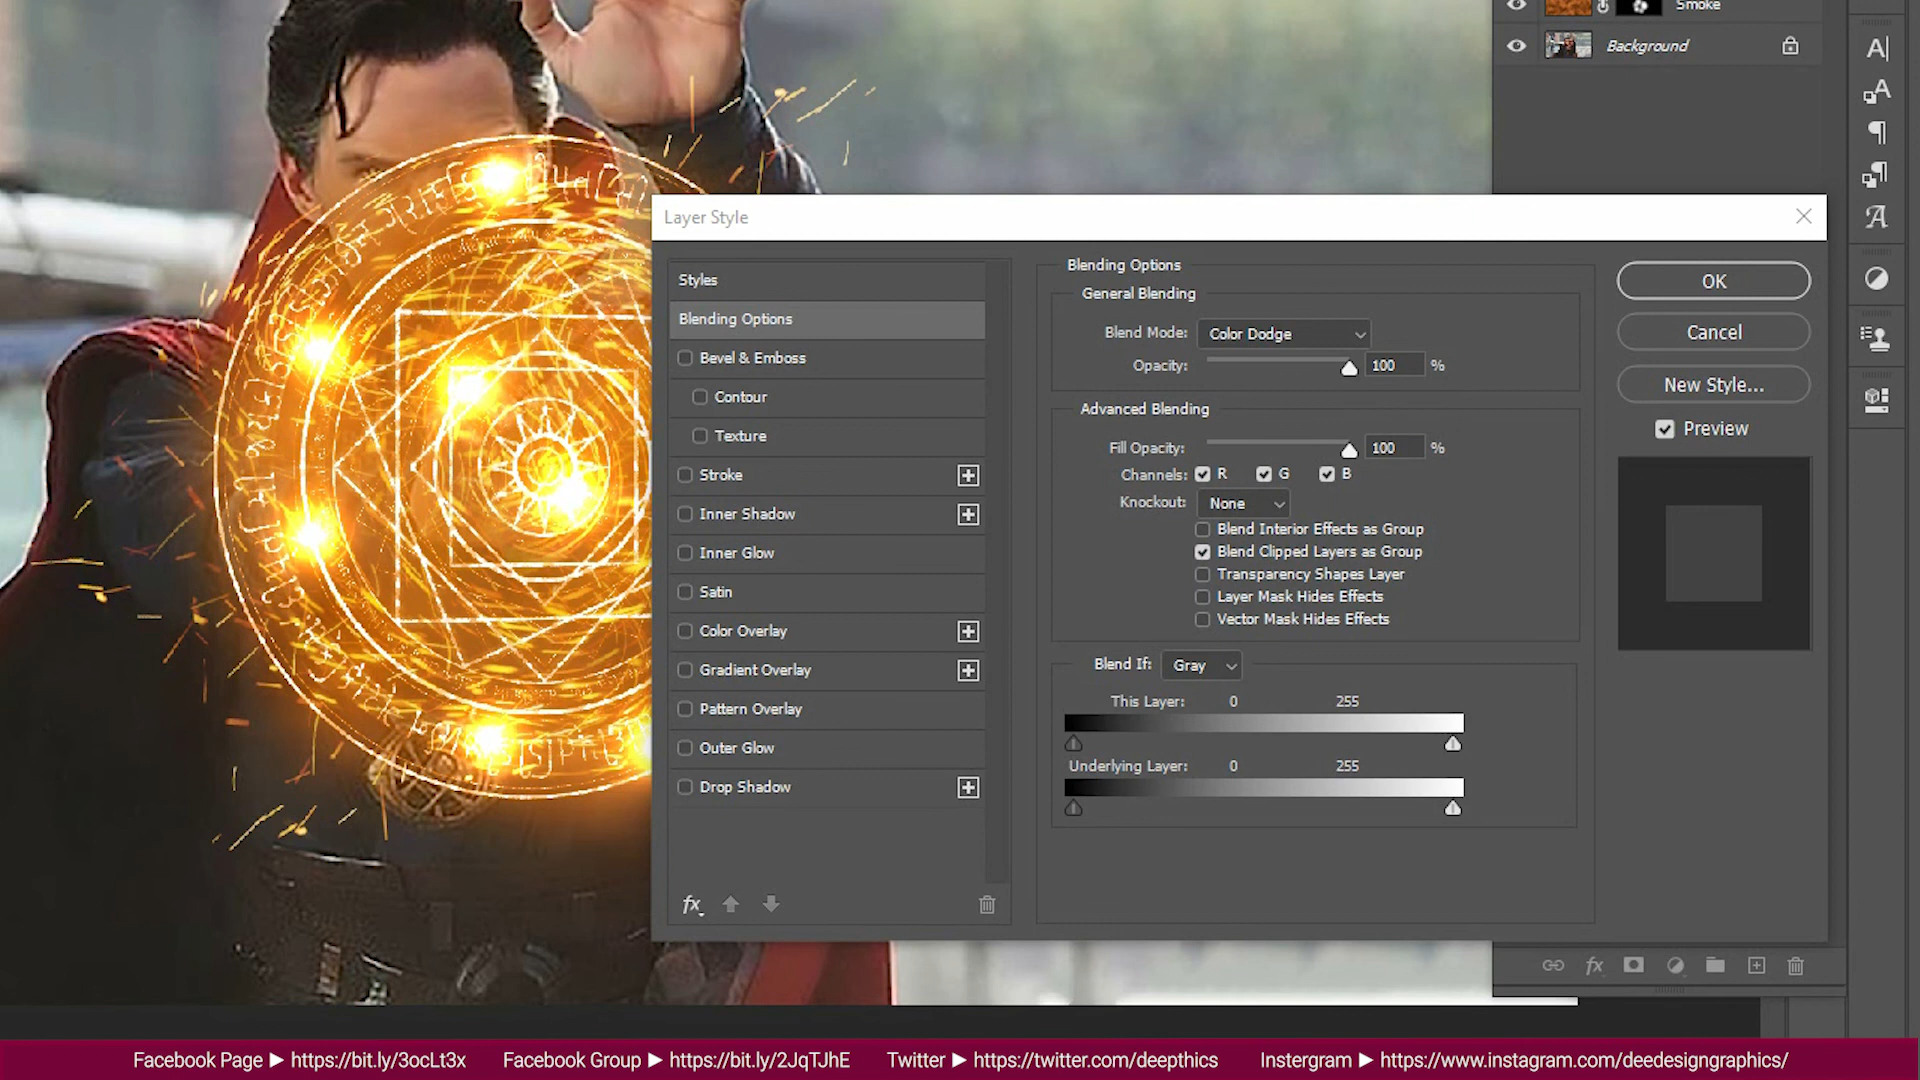 Smoke
Background
Layer Style
Styles
Blending Options
Bevel & Emboss
Contour
Texture
Stroke
Inner Shadow
Inner Glow
Satin
Color Overlay
Gradient Overlay
Pattern Overlay
Outer Glow
Drop Shadow
fx
Blending Options
General Blending
Blend Mode: Color Dodge
Opacity: 100 %
Advanced Blending
Fill Opacity: 100 %
Channels: R G B
Knockout: None
Blend Interior Effects as Group
Blend Clipped Layers as Group
Transparency Shapes Layer
Layer Mask Hides Effects
Vector Mask Hides Effects
Blend If: Gray
This Layer: 0 255
Underlying Layer: 0 255
OK
Cancel
New Style...
Preview
fx
Facebook Page ▶ https://bit.ly/3ocLt3x Facebook Group ▶ https://bit.ly/2JqTJhE Twitter ▶ https://twitter.com/deepthics Instergram ▶ https://www.instagram.com/deedesigngraphics/